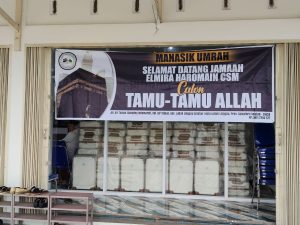 MANASIK UMRAH
SELAMAT DATANG JAMAAH
ELMIRA HAROMAIN CSM
Calon
TAMU-TAMU ALLAH